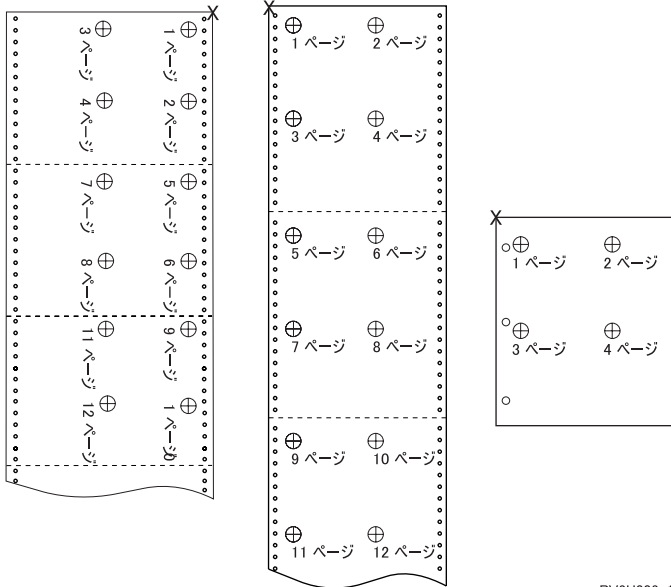 X
1 ページ
2 ページ
3 ページ
4 ページ
5 ページ
6 ページ
7 ページ
8 ページ
9 ページ
10 ページ
11 ページ
12 ページ
X
1 ページ 2 ページ
3 ページ 4 ページ
5 ページ 6 ページ
7 ページ 8 ページ
9 ページ 10 ページ
11 ページ 12 ページ
X
1 ページ 2 ページ
3 ページ 4 ページ